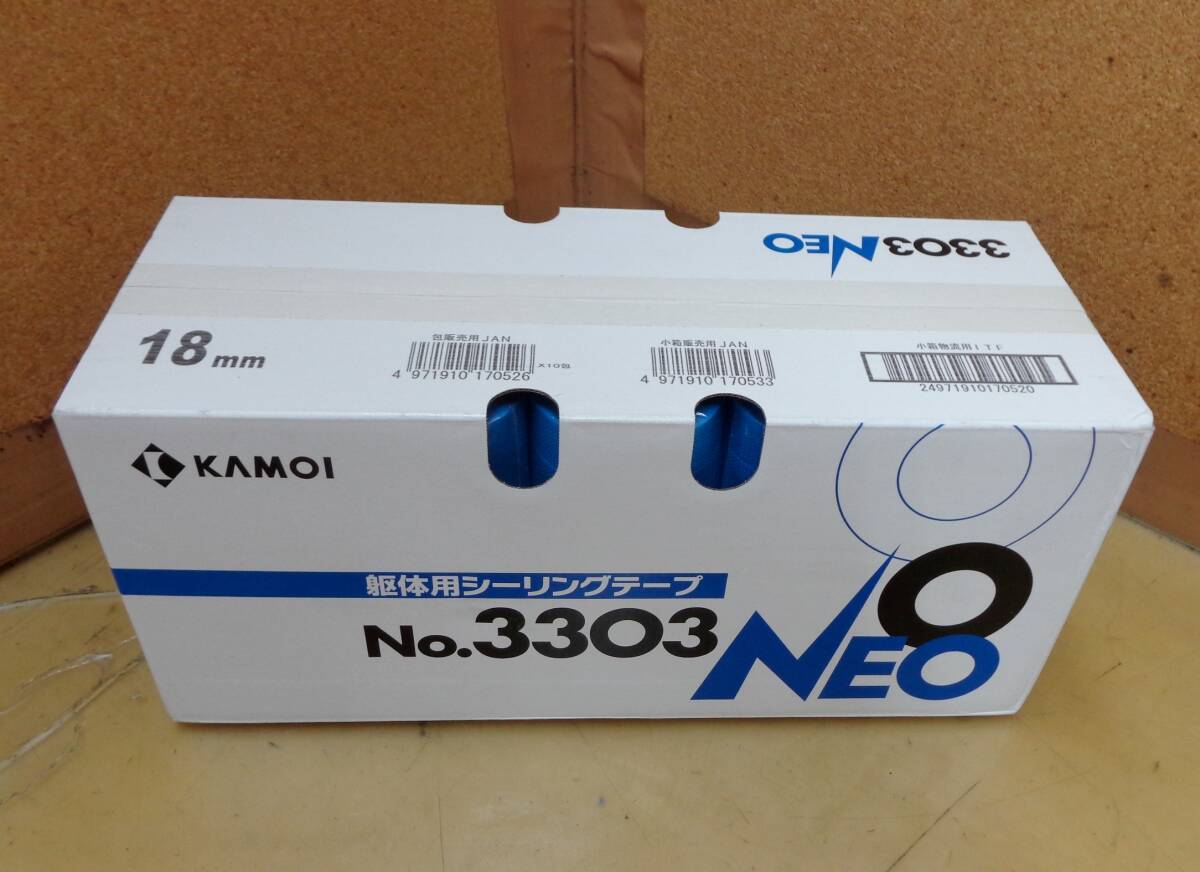 3303NEO
18mm
包販売用JAN
4 971910 170526
×10包
小箱販売用JAN
4 971910 170533
小箱物流用ITF
24971910170520
KAMOI
躯体用シーリングテープ
No.3303
NEO